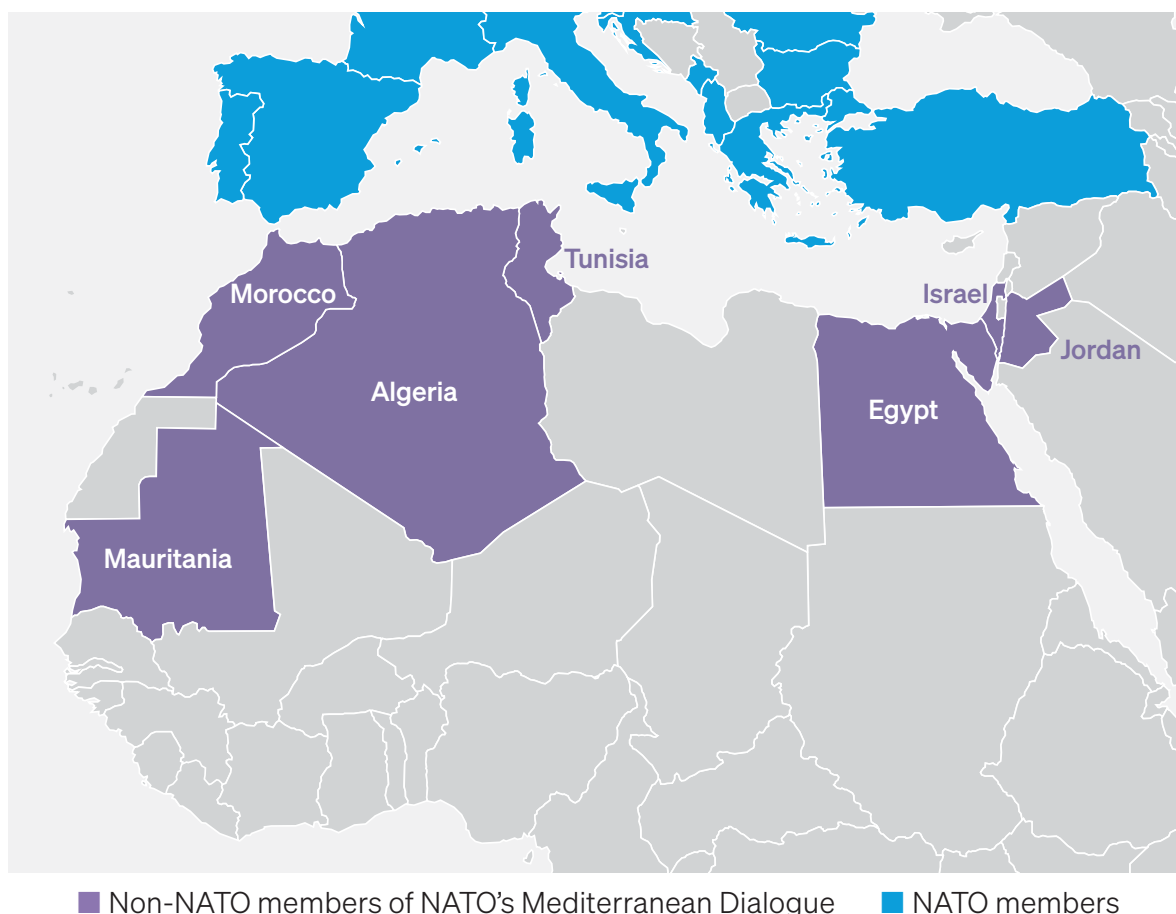 Tunisia
Morocco
Israel
Jordan
Algeria
Egypt
Mauritania
Non-NATO members of NATO’s Mediterranean Dialogue
NATO members